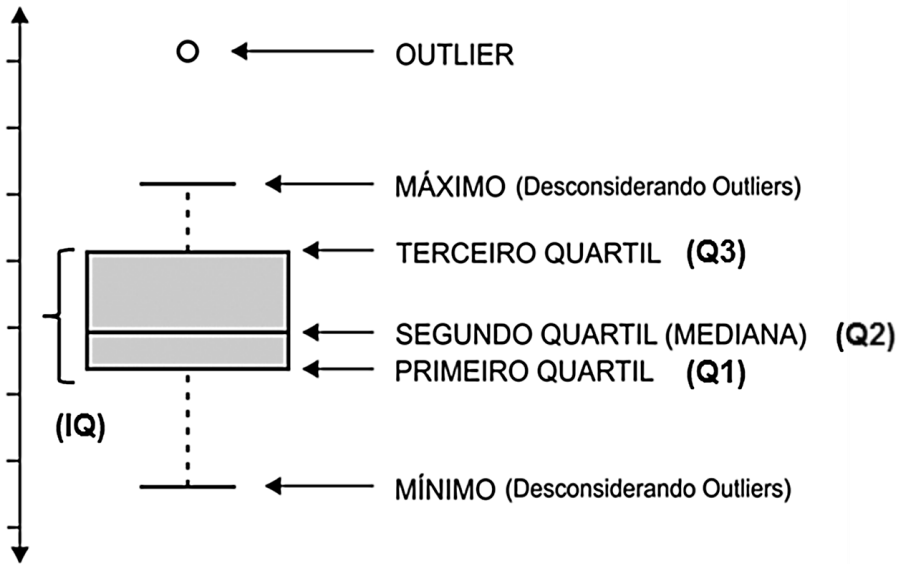 OUTLIER
MÁXIMO (Desconsiderando Outliers)
TERCEIRO QUARTIL (Q3)
SEGUNDO QUARTIL (MEDIANA) (Q2)
PRIMEIRO QUARTIL (Q1)
(IQ)
MÍNIMO (Desconsiderando Outliers)